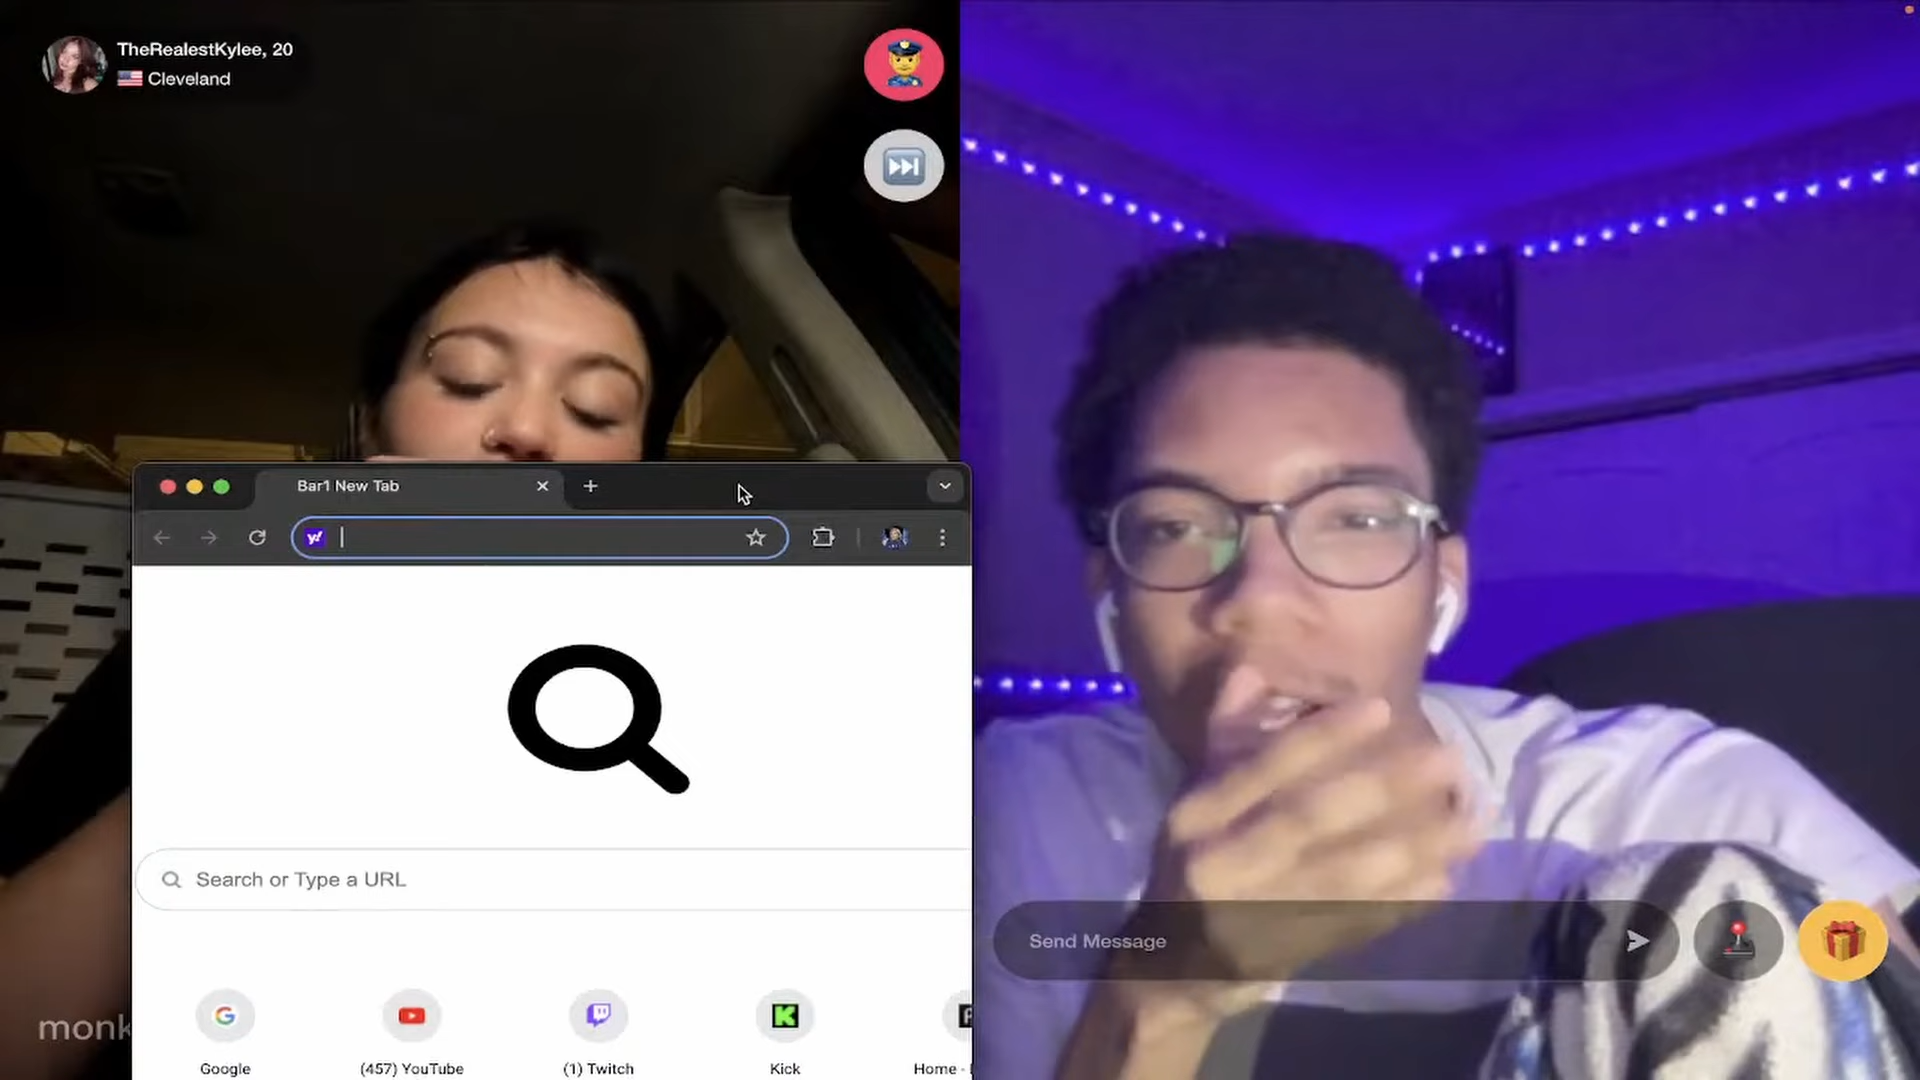 TheRealestKylee, 20
Cleveland
Bar1 New Tab
y!
Search or Type a URL
Send Message
monk
Google
(457) YouTube
(1) Twitch
Kick
Home -